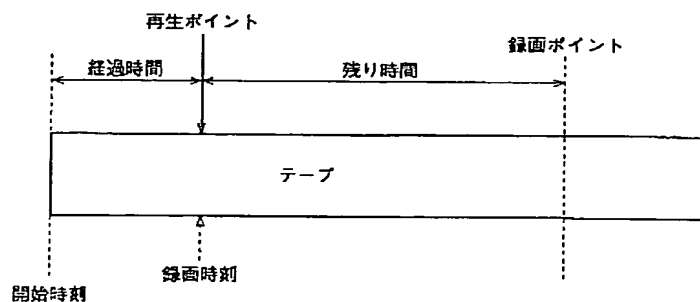 再生ポイント
録画ポイント
経過時間
残り時間
テープ
録画時刻
開始時刻